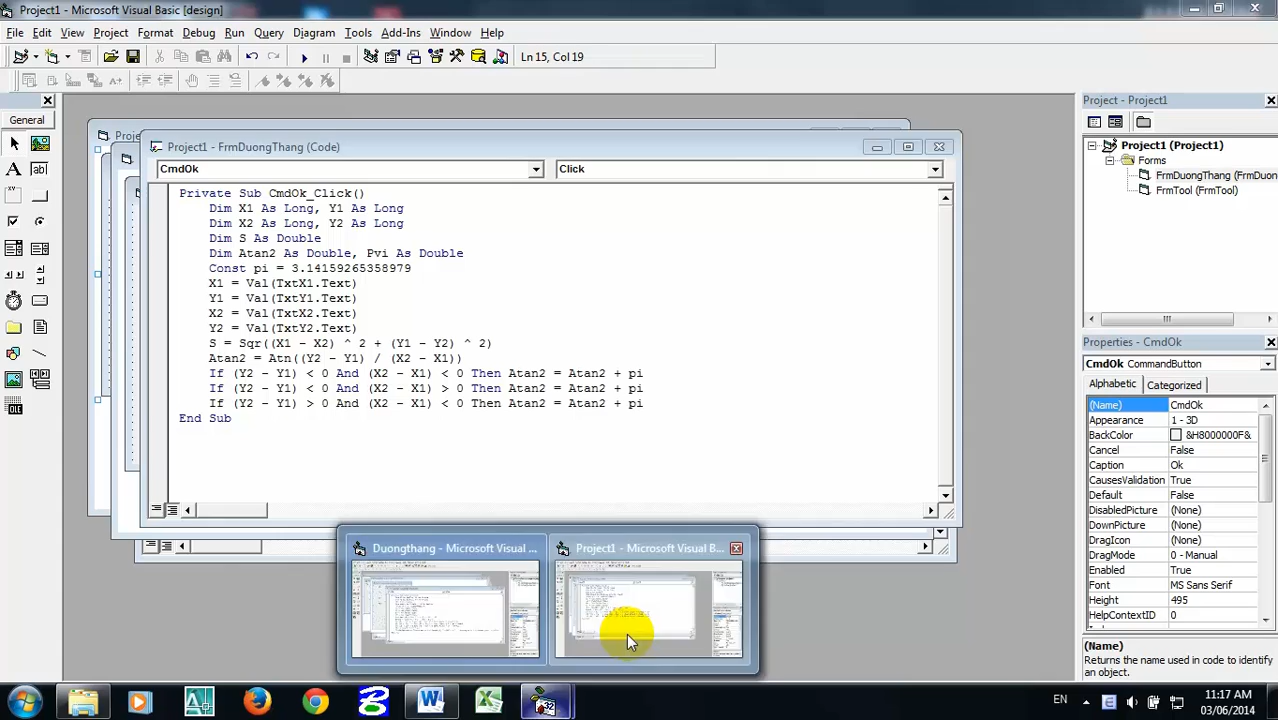 Project1 - Microsoft Visual Basic [design]
File Edit View Project Format Debug Run Query Diagram Tools Add-Ins Window Help
Ln 15, Col 19
General
Proje
Project1 - FrmDuongThang (Code)
CmdOk
Click
Private Sub CmdOk_Click()
Dim X1 As Long, Y1 As Long
Dim X2 As Long, Y2 As Long
Dim S As Double
Dim Atan2 As Double, Pvi As Double
Const pi = 3.14159265358979
X1 = Val(TxtX1.Text)
Y1 = Val(TxtY1.Text)
X2 = Val(TxtX2.Text)
Y2 = Val(TxtY2.Text)
S = Sqr((X1 - X2) ^ 2 + (Y1 - Y2) ^ 2)
Atan2 = Atn((Y2 - Y1) / (X2 - X1))
If (Y2 - Y1) < 0 And (X2 - X1) < 0 Then Atan2 = Atan2 + pi
If (Y2 - Y1) < 0 And (X2 - X1) > 0 Then Atan2 = Atan2 + pi
If (Y2 - Y1) > 0 And (X2 - X1) < 0 Then Atan2 = Atan2 + pi
End Sub
Project - Project1
Project1 (Project1)
Forms
FrmDuongThang (FrmDuo
FrmTool (FrmTool)
Properties - CmdOk
CmdOk CommandButton
Alphabetic Categorized
(Name) CmdOk
Appearance 1 - 3D
BackColor &H8000000F&
Cancel False
Caption Ok
CausesValidation True
Default False
DisabledPicture (None)
DownPicture (None)
DragIcon (None)
DragMode 0 - Manual
Enabled True
Font MS Sans Serif
Height 495
HelpContextID 0
(Name)
Returns the name used in code to identify an object.
Duongthang - Microsoft Visual ...
Project1 - Microsoft Visual B...
EN
11:17 AM
03/06/2014